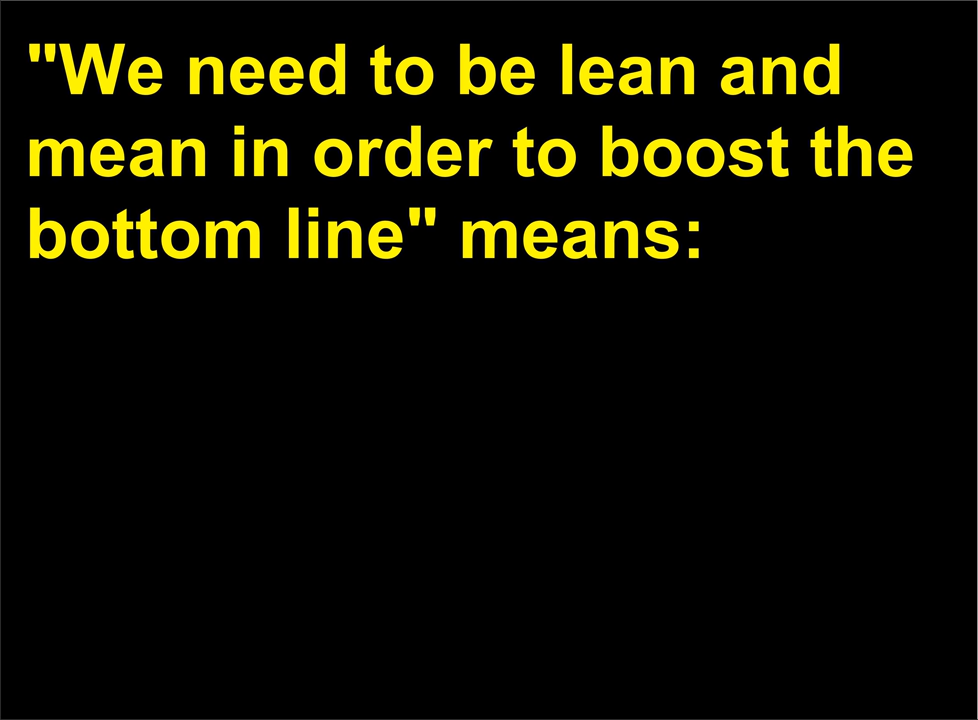 "We need to be lean and
mean in order to boost the
bottom line" means: